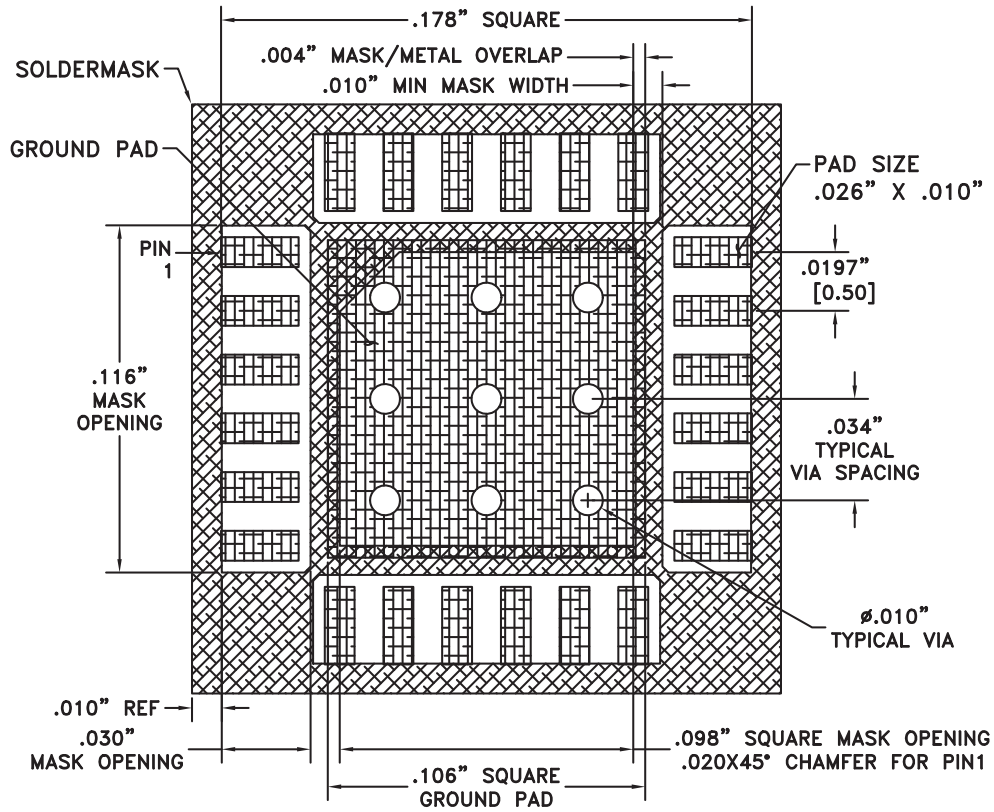 .178” SQUARE
.004” MASK/METAL OVERLAP
.010” MIN MASK WIDTH
SOLDERMASK
GROUND PAD
PAD SIZE
.026” X .010”
PIN
1
.0197”
[0.50]
.116”
MASK
OPENING
.034”
TYPICAL
VIA SPACING
ø.010”
TYPICAL VIA
.010” REF
.030”
MASK OPENING
.098” SQUARE MASK OPENING
.020X45° CHAMFER FOR PIN1
.106” SQUARE
GROUND PAD